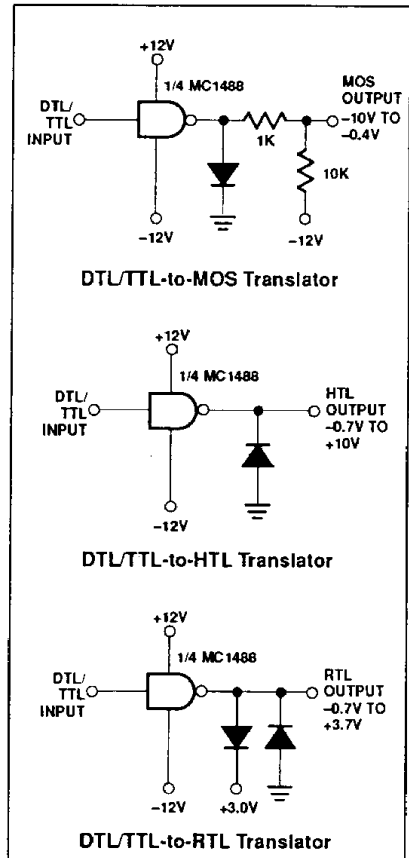 +12V
1/4 MC1488
DTL/
TTL
INPUT
MOS
OUTPUT
–10V TO
–0.4V
1K
10K
–12V
–12V
DTL/TTL-to-MOS Translator
+12V
1/4 MC1488
DTL/
TTL
INPUT
HTL
OUTPUT
–0.7V TO
+10V
–12V
DTL/TTL-to-HTL Translator
+12V
1/4 MC1488
DTL/
TTL
INPUT
RTL
OUTPUT
–0.7V TO
+3.7V
–12V
+3.0V
DTL/TTL-to-RTL Translator